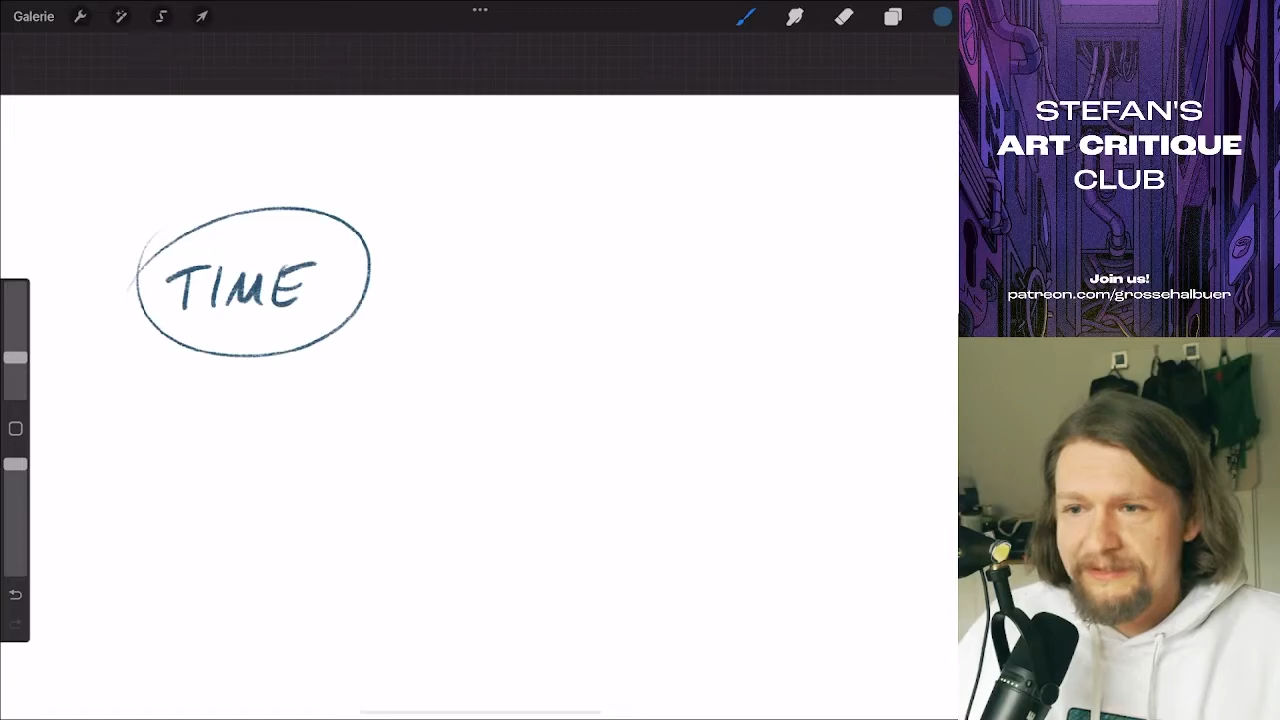 Galerie
TIME
STEFAN'S
ART CRITIQUE
CLUB
Join us!
patreon.com/grossehalbuer